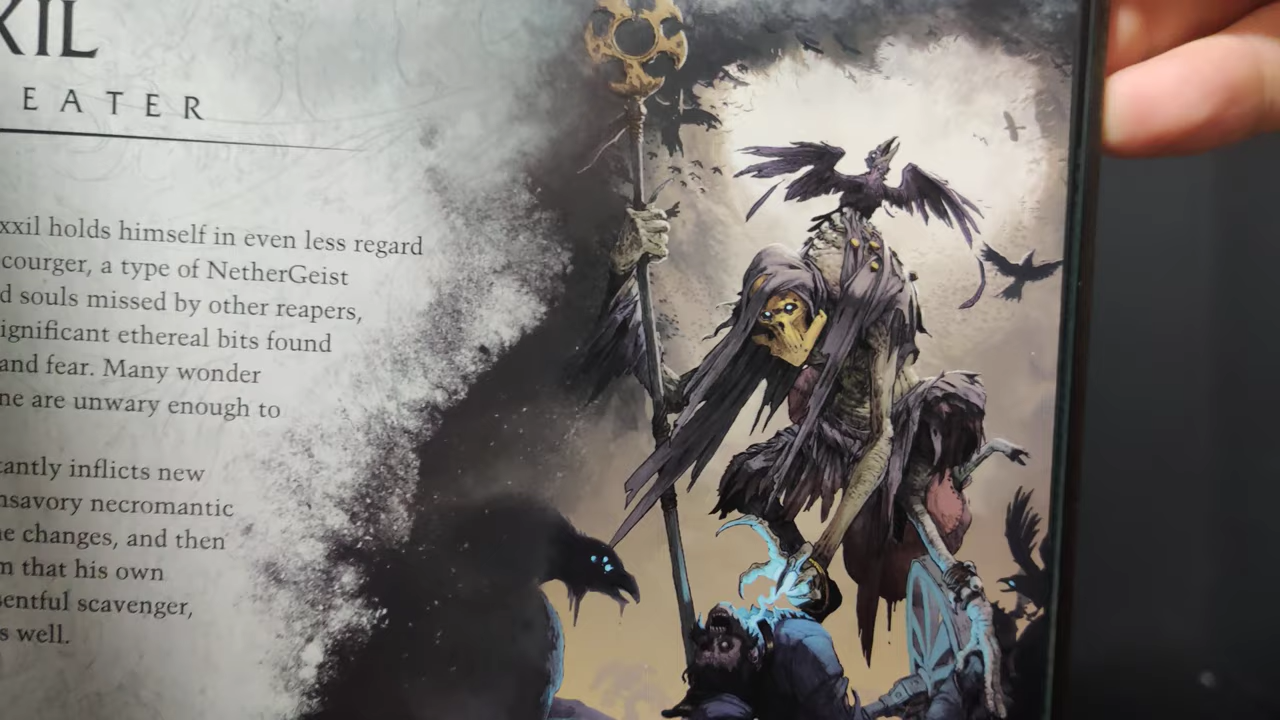 XIL
EATER
xxil holds himself in even less regard
courger, a type of NetherGeist
d souls missed by other reapers,
ignificant ethereal bits found
and fear. Many wonder
ne are unwary enough to
tantly inflicts new
nsavory necromantic
e changes, and then
m that his own
sentful scavenger,
s well.